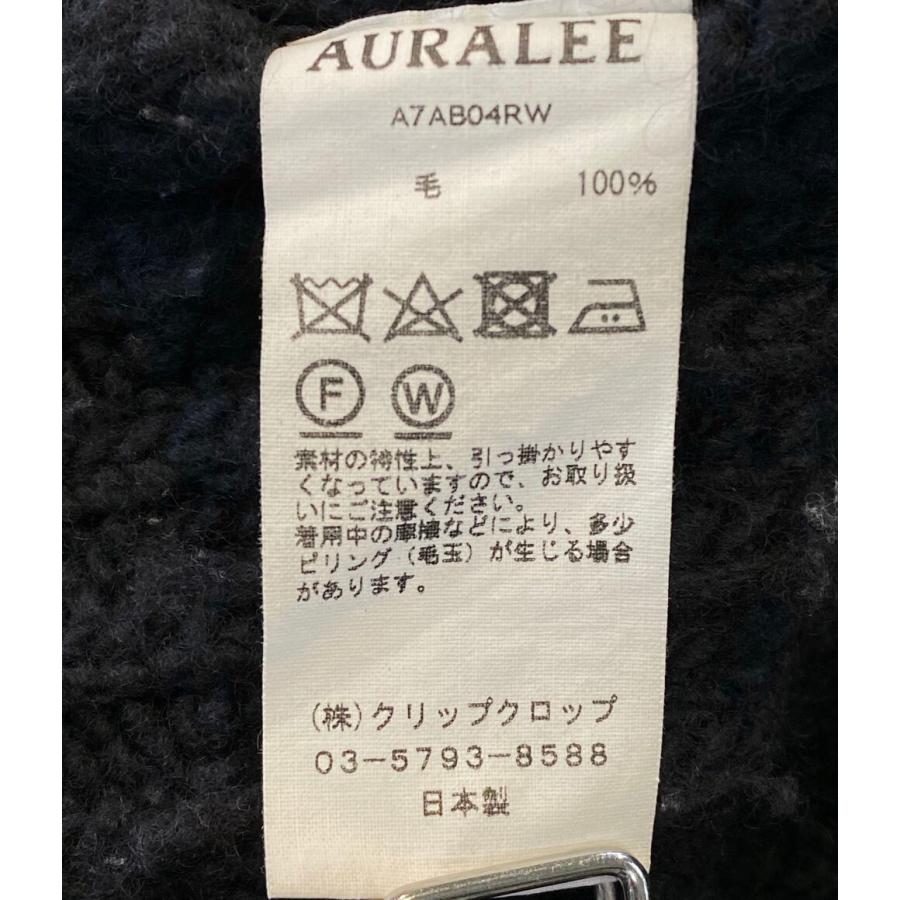 AURALEE
A7AB04RW
毛 100%
F W
素材の特性上、引っ掛かりやす
くなっていますので、お取り扱
いにご注意ください。
着用中の摩擦などにより、多少
ピリング（毛玉）が生じる場合
があります。
(株)クリップクロップ
03-5793-8588
日本製